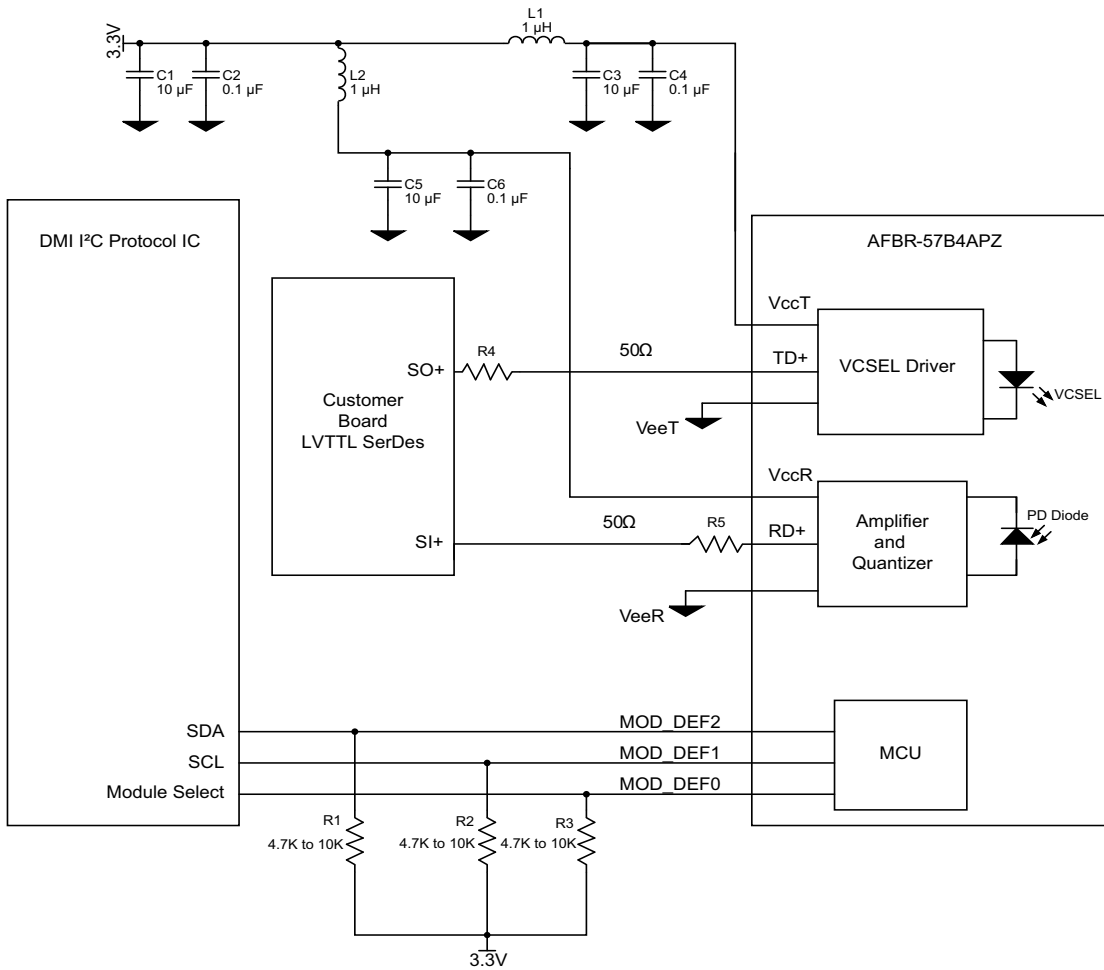 3.3V
L1
1 µH
C1
10 µF
C2
0.1 µF
L2
1 µH
C3
10 µF
C4
0.1 µF
C5
10 µF
C6
0.1 µF
DMI I²C Protocol IC
AFBR-57B4APZ
VccT
R4
50Ω
SO+
TD+
VCSEL Driver
VCSEL
Customer
Board
LVTTL SerDes
VeeT
VccR
50Ω
R5
SI+
RD+
Amplifier
and
Quantizer
PD Diode
VeeR
SDA
MOD_DEF2
SCL
MOD_DEF1
MCU
Module Select
MOD_DEF0
R1
4.7K to 10K
R2
4.7K to 10K
R3
4.7K to 10K
3.3V